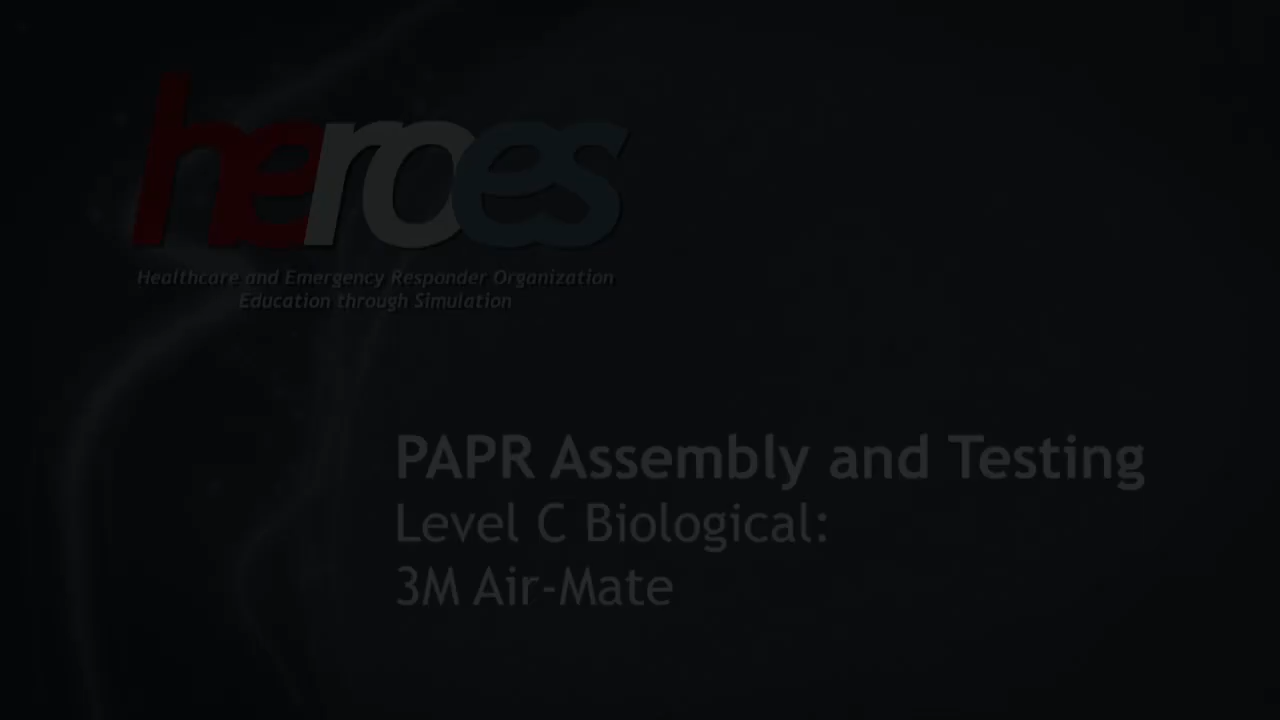 heroes
Healthcare and Emergency Responder Organization
Education through Simulation
PAPR Assembly and Testing
Level C Biological:
3M Air-Mate